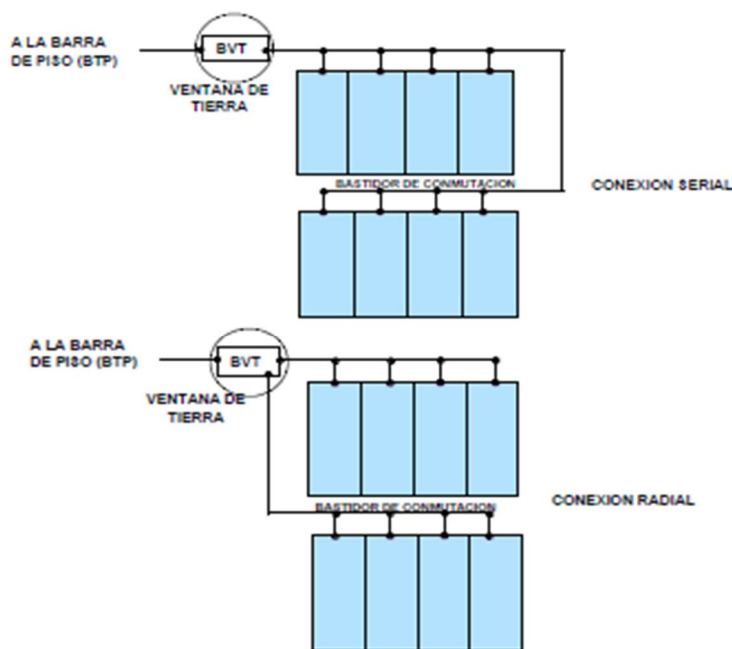 A LA BARRA
DE PISO (BTP)
BVT
VENTANA DE
TIERRA
BASTIDOR DE CONMUTACION
CONEXION SERIAL
A LA BARRA
DE PISO (BTP)
BVT
VENTANA DE
TIERRA
BASTIDOR DE CONMUTACION
CONEXION RADIAL